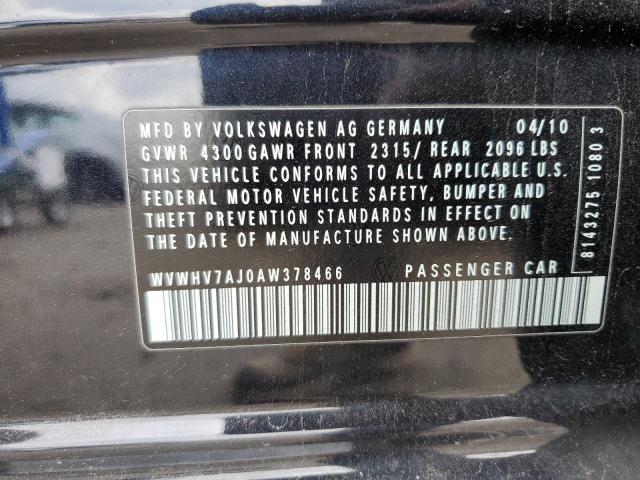 MFD BY VOLKSWAGEN AG GERMANY 04/10
GVWR 4300 GAWR FRONT 2315/ REAR 2096 LBS
THIS VEHICLE CONFORMS TO ALL APPLICABLE U.S.
FEDERAL MOTOR VEHICLE SAFETY, BUMPER AND
THEFT PREVENTION STANDARDS IN EFFECT ON
THE DATE OF MANUFACTURE SHOWN ABOVE.
WVWHV7AJ0AW378466 PASSENGER CAR
8143275 1080 3